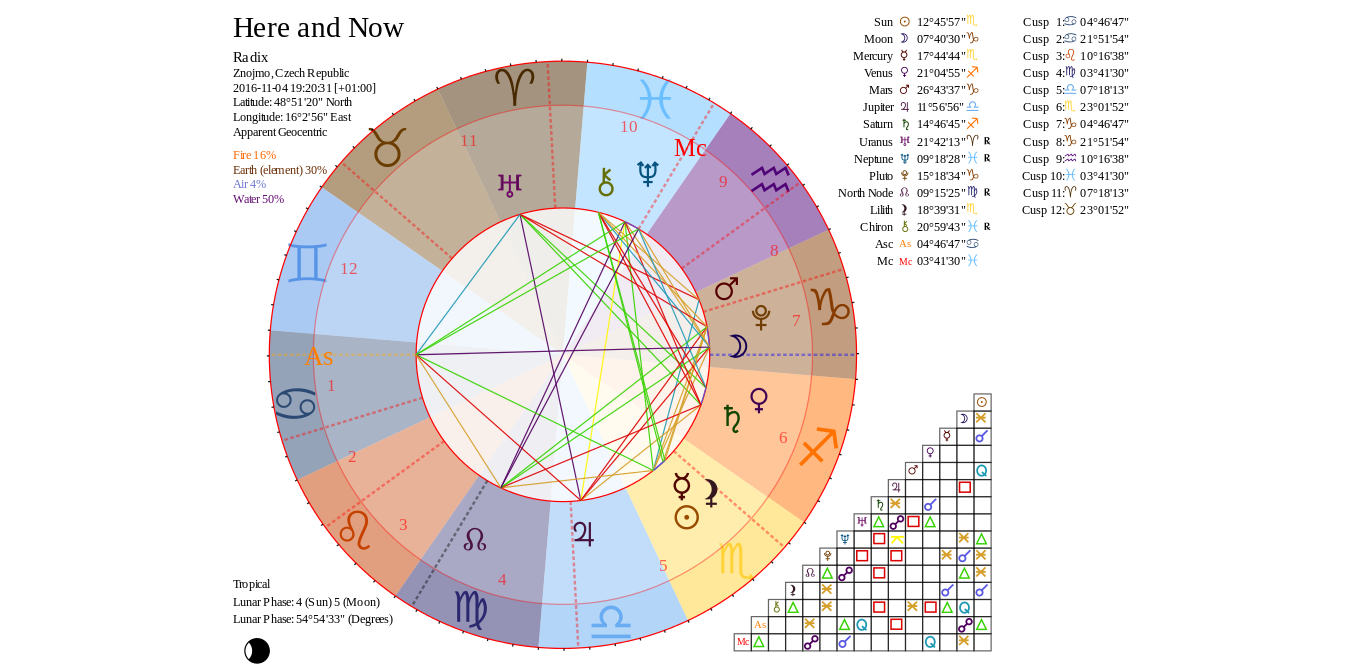 Here and Now
Radix
Znojmo, Czech Republic
2016-11-04 19:20:31 [+01:00]
Latitude: 48°51'20" North
Longitude: 16°2'56" East
Apparent Geocentric
Fire 16%
Earth (element) 30%
Air 4%
Water 50%
Sun ☉ 12°45'57"♏
Moon ☽ 07°40'30"♑
Mercury ☿ 17°44'44"♏
Venus ♀ 21°04'55"♐
Mars ♂ 26°43'37"♑
Jupiter ♃ 11°56'56"♎
Saturn ♄ 14°46'45"♐
Uranus ♅ 21°42'13"♈ R
Neptune ♆ 09°18'28"♓ R
Pluto 15°18'34"♑
North Node ☊ 09°15'25"♍ R
Lilith ⚸ 18°39'31"♏
Chiron ⚷ 20°59'43"♓ R
Asc As 04°46'47"♋
Mc Mc 03°41'30"♓
Cusp 1:♋ 04°46'47"
Cusp 2:♋ 21°51'54"
Cusp 3:♌ 10°16'38"
Cusp 4:♍ 03°41'30"
Cusp 5:♎ 07°18'13"
Cusp 6:♏ 23°01'52"
Cusp 7:♑ 04°46'47"
Cusp 8:♑ 21°51'54"
Cusp 9:♒ 10°16'38"
Cusp 10:♓ 03°41'30"
Cusp 11:♈ 07°18'13"
Cusp 12:♉ 23°01'52"
10
11
Mc
9
8
12
7
As
1
2
6
3
5
4
Tropical
Lunar Phase: 4 (Sun) 5 (Moon)
Lunar Phase: 54°54'33" (Degrees)
As
Mc